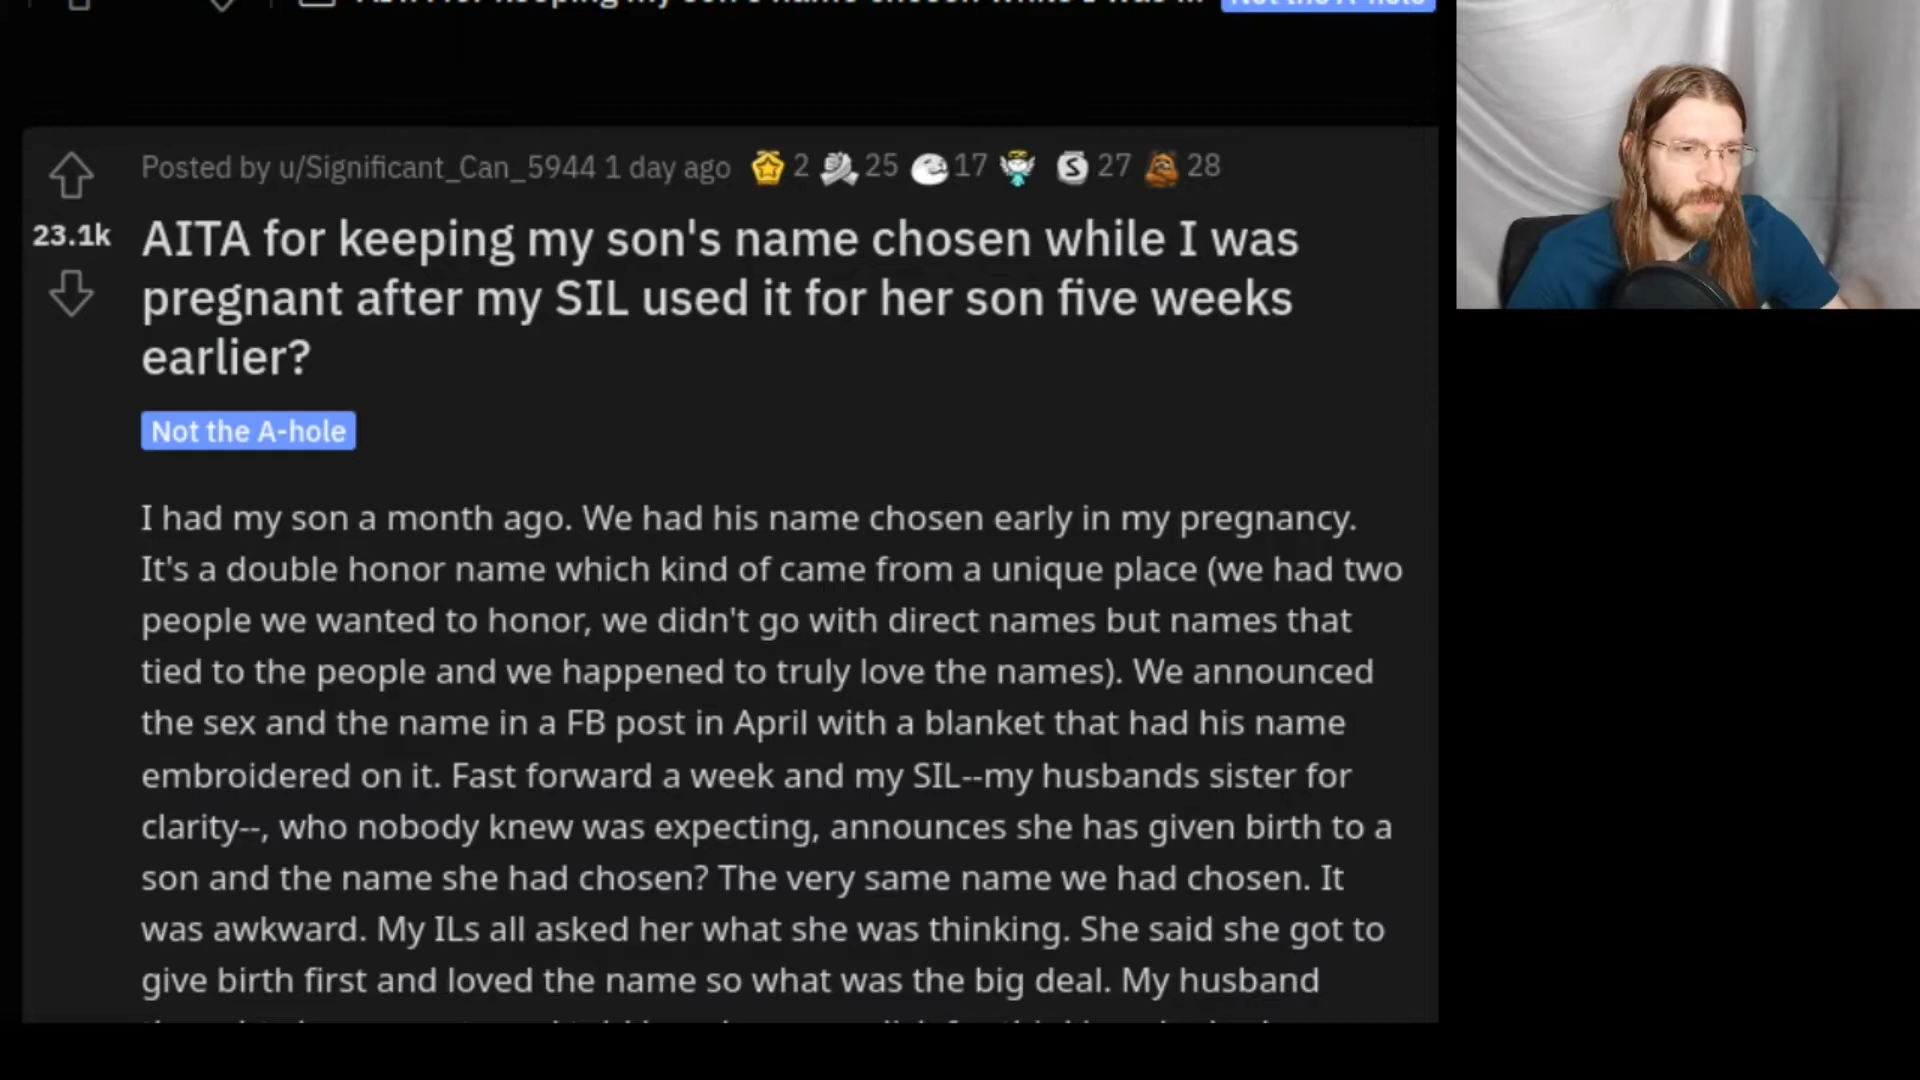 Posted by u/Significant_Can_5944 1 day ago 2 25 17 27 28
23.1k
AITA for keeping my son's name chosen while I was
pregnant after my SIL used it for her son five weeks
earlier?
Not the A-hole
I had my son a month ago. We had his name chosen early in my pregnancy.
It's a double honor name which kind of came from a unique place (we had two
people we wanted to honor, we didn't go with direct names but names that
tied to the people and we happened to truly love the names). We announced
the sex and the name in a FB post in April with a blanket that had his name
embroidered on it. Fast forward a week and my SIL--my husbands sister for
clarity--, who nobody knew was expecting, announces she has given birth to a
son and the name she had chosen? The very same name we had chosen. It
was awkward. My ILs all asked her what she was thinking. She said she got to
give birth first and loved the name so what was the big deal. My husband